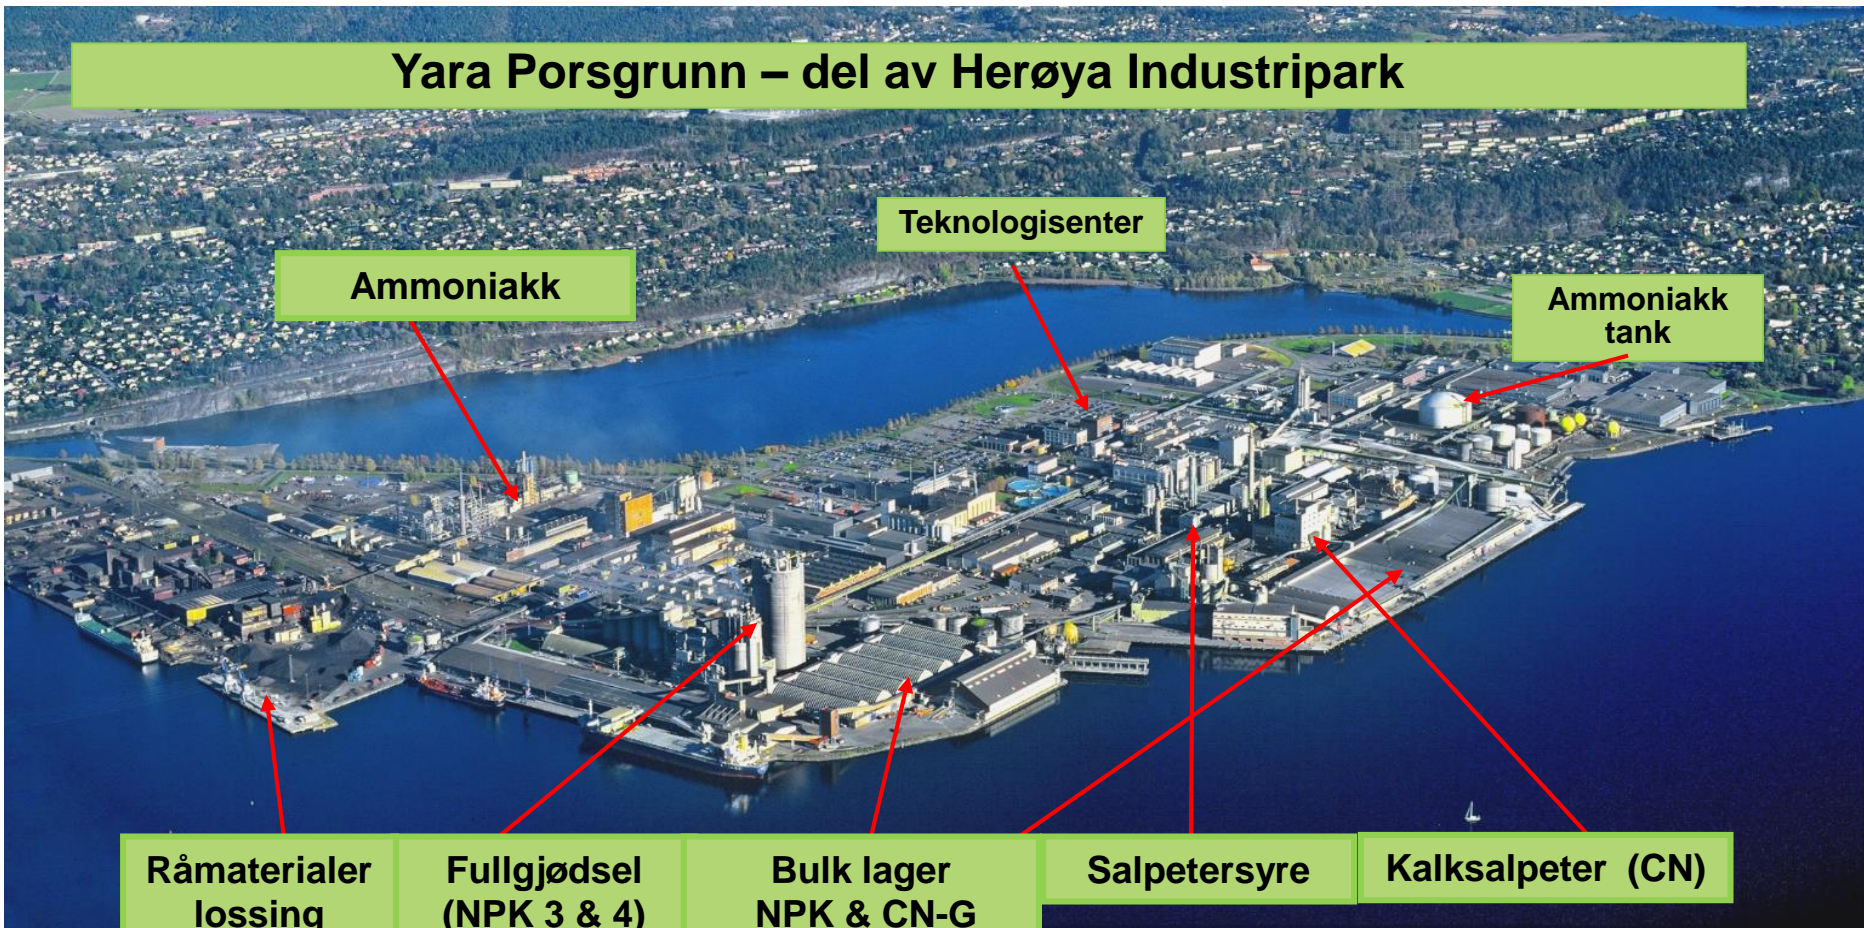 Yara Porsgrunn – del av Herøya Industripark
Teknologisenter
Ammoniakk
Ammoniakk
tank
Råmaterialer
lossing
Fullgjødsel
(NPK 3 & 4)
Bulk lager
NPK & CN-G
Salpetersyre
Kalksalpeter (CN)